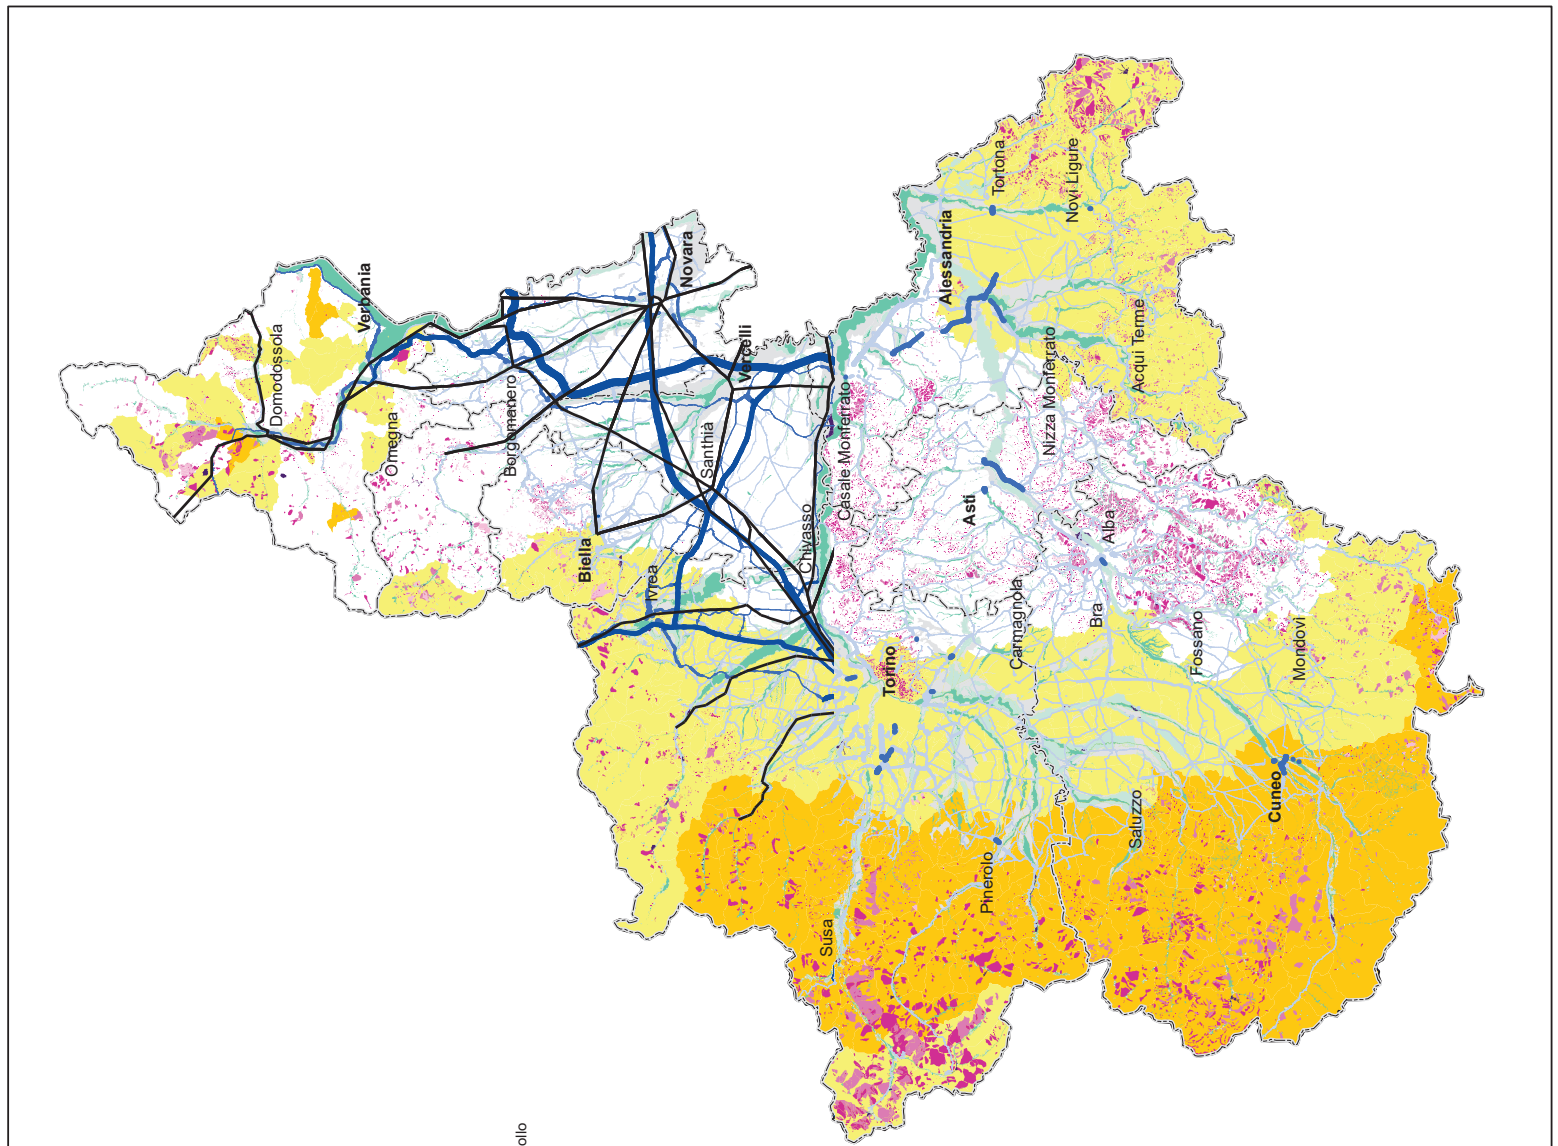 Domodossola
Verbania
Omegna
Borgomanero
Novara
Vercelli
Santhià
Biella
Ivrea
Chivasso
Casale Monferrato
Torino
Susa
Pinerolo
Carmagnola
Asti
Alessandria
Tortona
Novi Ligure
Acqui Terme
Nizza Monferrato
Alba
Bra
Fossano
Mondovì
Saluzzo
Cuneo
ollo